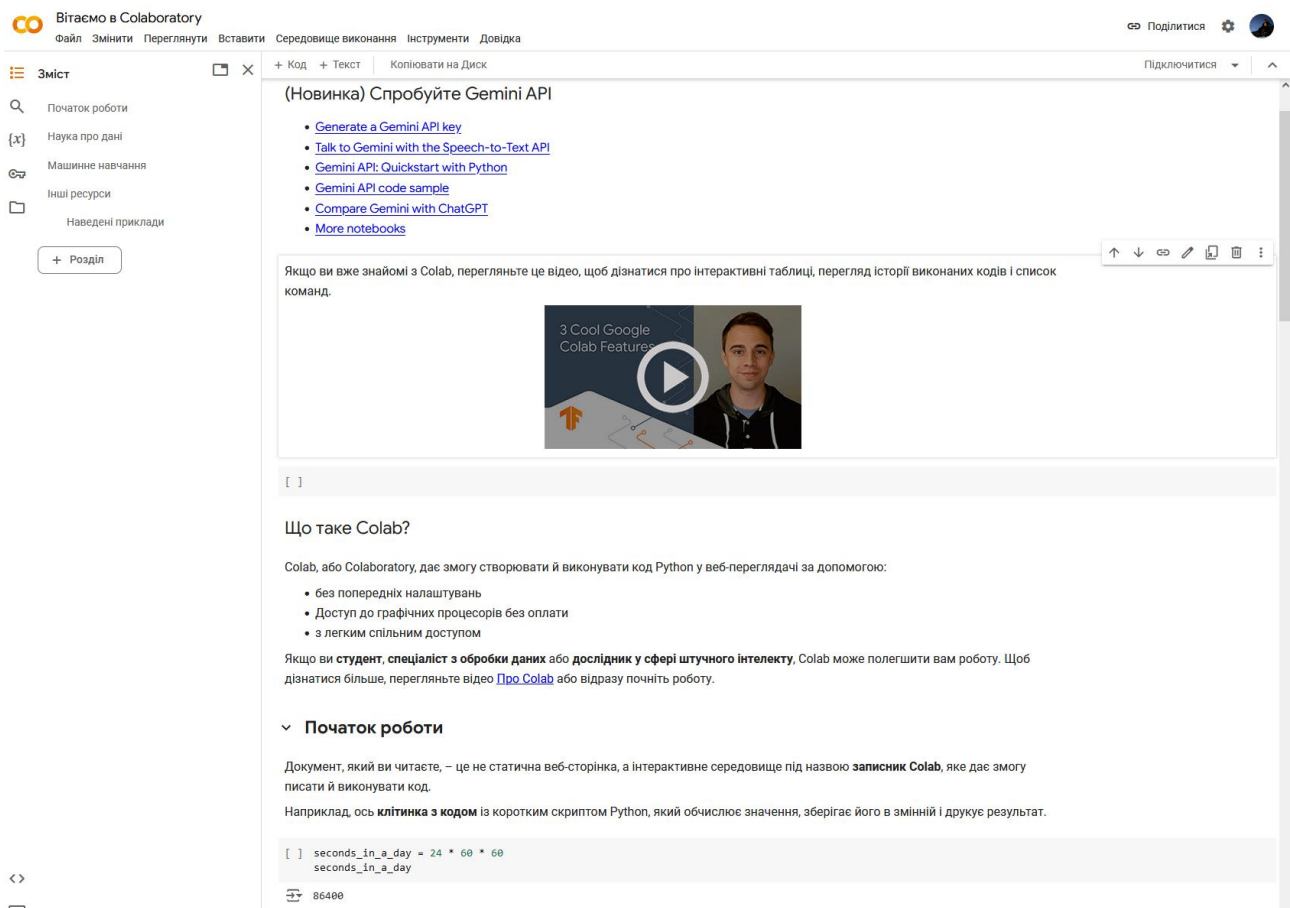 Вітаємо в Colaboratory
Файл Змінити Переглянути Вставити Середовище виконання Інструменти Довідка
Поділитися
Зміст
+ Код + Текст Копіювати на Диск
Підключитися
Початок роботи
Наука про дані
Машинне навчання
Інші ресурси
Наведені приклади
+ Розділ
{x}
<>
(Новинка) Спробуйте Gemini API
• Generate a Gemini API key
• Talk to Gemini with the Speech-to-Text API
• Gemini API: Quickstart with Python
• Gemini API code sample
• Compare Gemini with ChatGPT
• More notebooks
Якщо ви вже знайомі з Colab, перегляньте це відео, щоб дізнатися про інтерактивні таблиці, перегляд історії виконаних кодів і список
команд.
3 Cool Google
Colab Features
[ ]
Що таке Colab?
Colab, або Colaboratory, дає змогу створювати й виконувати код Python у веб-переглядачі за допомогою:
• без попередніх налаштувань
• Доступ до графічних процесорів без оплати
• з легким спільним доступом
Якщо ви студент, спеціаліст з обробки даних або дослідник у сфері штучного інтелекту, Colab може полегшити вам роботу. Щоб
дізнатися більше, перегляньте відео Про Colab або відразу почніть роботу.
Початок роботи
Документ, який ви читаєте, – це не статична веб-сторінка, а інтерактивне середовище під назвою записник Colab, яке дає змогу
писати й виконувати код.
Наприклад, ось клітинка з кодом із коротким скриптом Python, який обчислює значення, зберігає його в змінній і друкує результат.
[ ] seconds_in_a_day = 24 * 60 * 60
seconds_in_a_day
86400